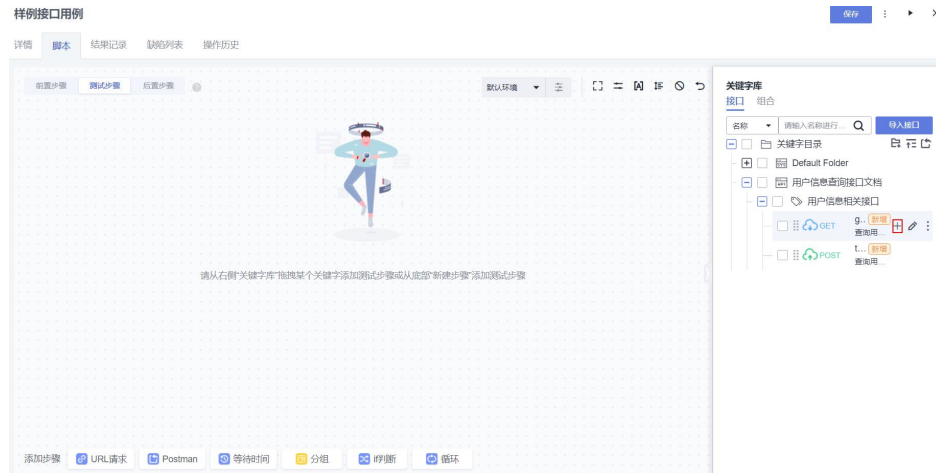 样例接口用例
保存
详情 脚本 结果记录 缺陷列表 操作历史
前置步骤 测试步骤 后置步骤
默认环境
关键字库
接口 组合
名称 请输入名称进行... 导入接口
关键字目录
Default Folder
用户信息查询接口文档
用户信息相关接口
GET g... 新增
查询用...
POST t... 新增
查询用...
请从右侧“关键字库”拖拽某个关键字添加测试步骤或从底部“新建步骤”添加测试步骤
添加步骤 URL请求 Postman 等待时间 分组 if判断 循环